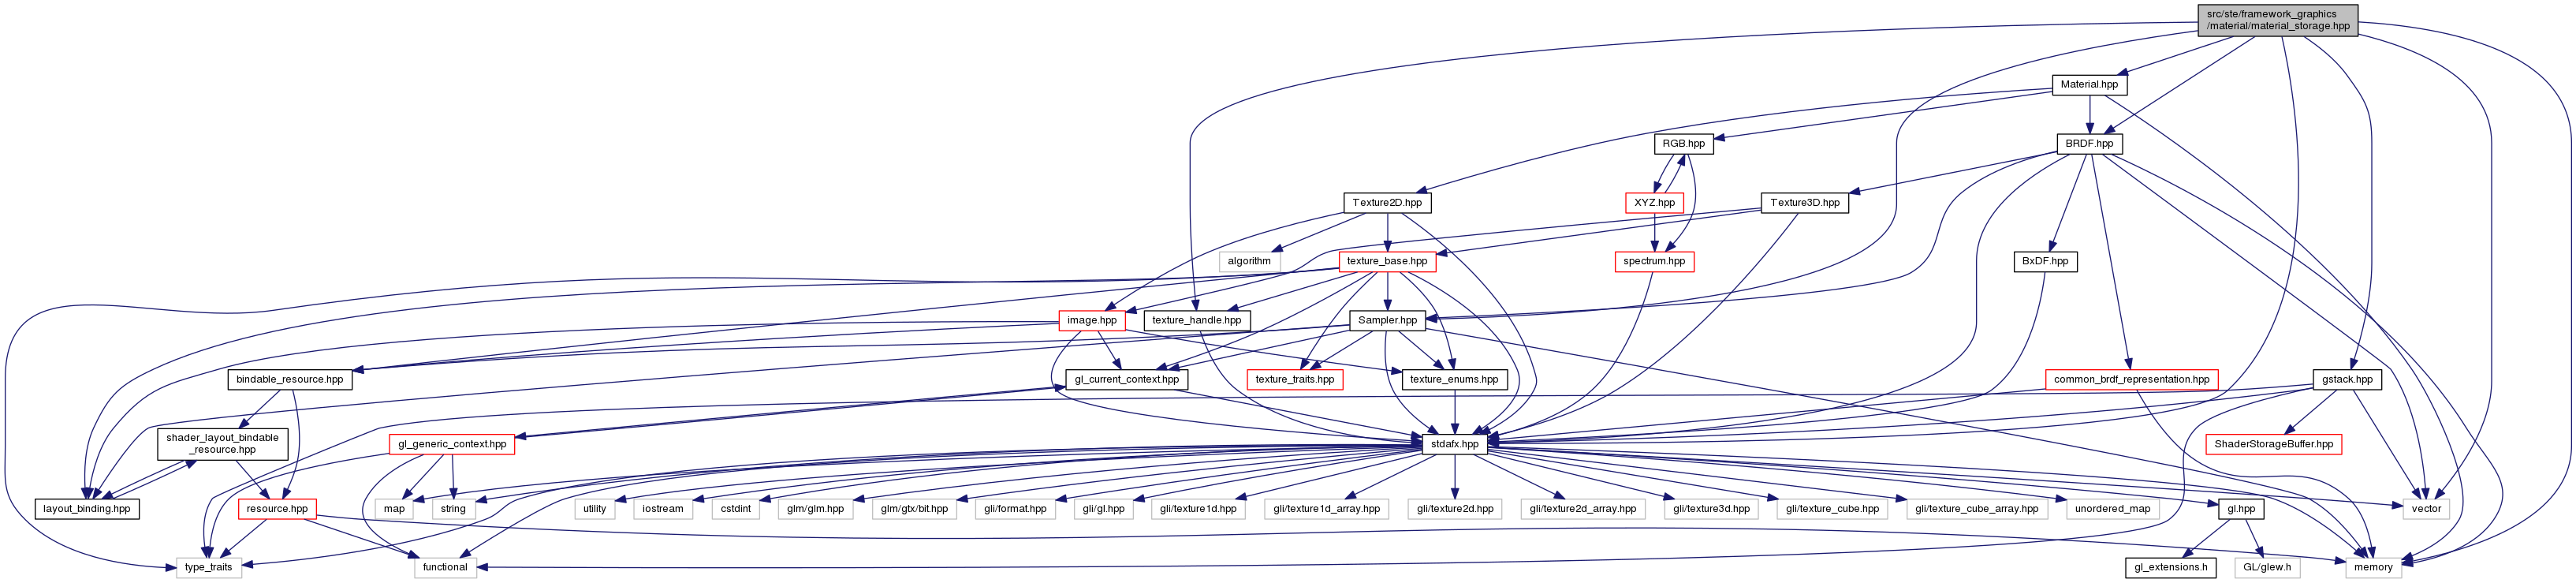 src/ste/framework_graphics
/material/material_storage.hpp
Material.hpp
RGB.hpp
BRDF.hpp
Texture2D.hpp
XYZ.hpp
Texture3D.hpp
algorithm
texture_base.hpp
spectrum.hpp
BxDF.hpp
image.hpp
texture_handle.hpp
Sampler.hpp
bindable_resource.hpp
gl_current_context.hpp
texture_traits.hpp
texture_enums.hpp
common_brdf_representation.hpp
gstack.hpp
shader_layout_bindable
_resource.hpp
gl_generic_context.hpp
stdafx.hpp
ShaderStorageBuffer.hpp
layout_binding.hpp
resource.hpp
map
string
utility
iostream
cstdint
glm/glm.hpp
glm/gtx/bit.hpp
gli/format.hpp
gli/gl.hpp
gli/texture1d.hpp
gli/texture1d_array.hpp
gli/texture2d.hpp
gli/texture2d_array.hpp
gli/texture3d.hpp
gli/texture_cube.hpp
gli/texture_cube_array.hpp
unordered_map
gl.hpp
vector
type_traits
functional
gl_extensions.h
GL/glew.h
memory